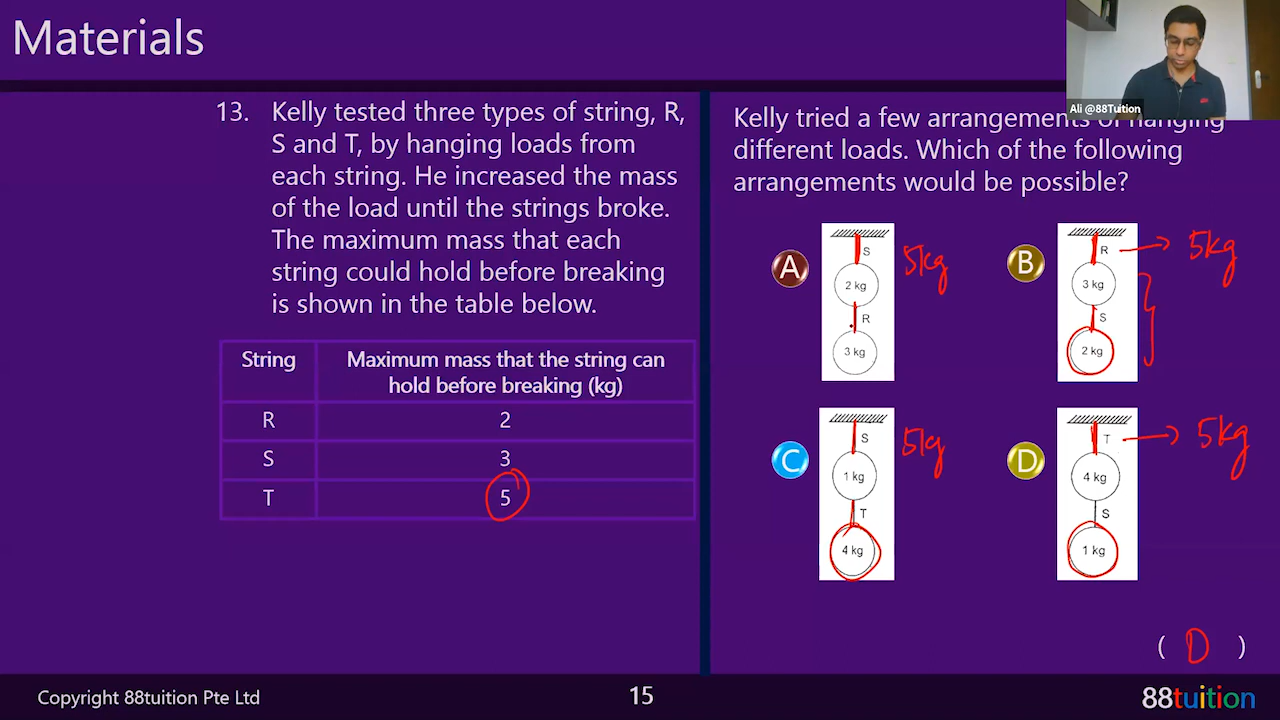 Materials
Ali @88Tuition
13. Kelly tested three types of string, R,
S and T, by hanging loads from
each string. He increased the mass
of the load until the strings broke.
The maximum mass that each
string could hold before breaking
is shown in the table below.
String Maximum mass that the string can
hold before breaking (kg)
R 2
S 3
T 5
Kelly tried a few arrangements of hanging
different loads. Which of the following
arrangements would be possible?
A S 5kg
2 kg
R
3 kg
B R 5kg
3 kg
S
2 kg
C S 5kg
1 kg
T
4 kg
D T 5kg
4 kg
S
1 kg
( D )
Copyright 88tuition Pte Ltd
15
88tuition